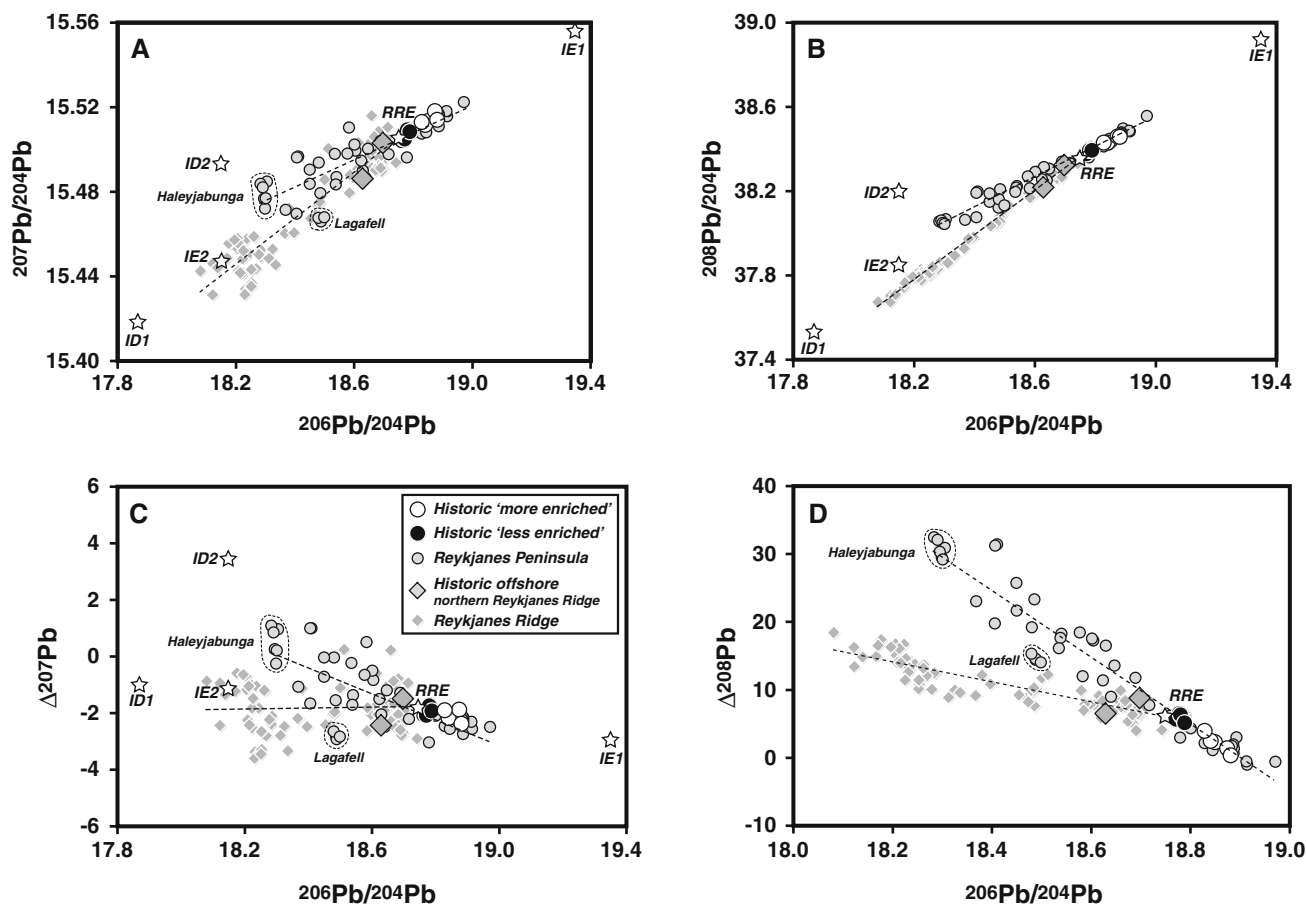 A
15.56
15.52
15.48
15.44
15.40
207Pb/204Pb
IE1
RRE
ID2
Haleyjabunga
Lagafell
IE2
ID1
17.8 18.2 18.6 19.0 19.4
206Pb/204Pb
B
39.0
38.6
38.2
37.8
37.4
208Pb/204Pb
IE1
RRE
ID2
IE2
ID1
17.8 18.2 18.6 19.0 19.4
206Pb/204Pb
C
6
4
2
0
-2
-4
-6
Δ207Pb
Historic 'more enriched'
Historic 'less enriched'
Reykjanes Peninsula
Historic offshore
northern Reykjanes Ridge
Reykjanes Ridge
ID2
Haleyjabunga
RRE
ID1
IE2
Lagafell
IE1
17.8 18.2 18.6 19.0 19.4
206Pb/204Pb
D
40
30
20
10
0
-10
Δ208Pb
Haleyjabunga
Lagafell
RRE
18.0 18.2 18.4 18.6 18.8 19.0
206Pb/204Pb